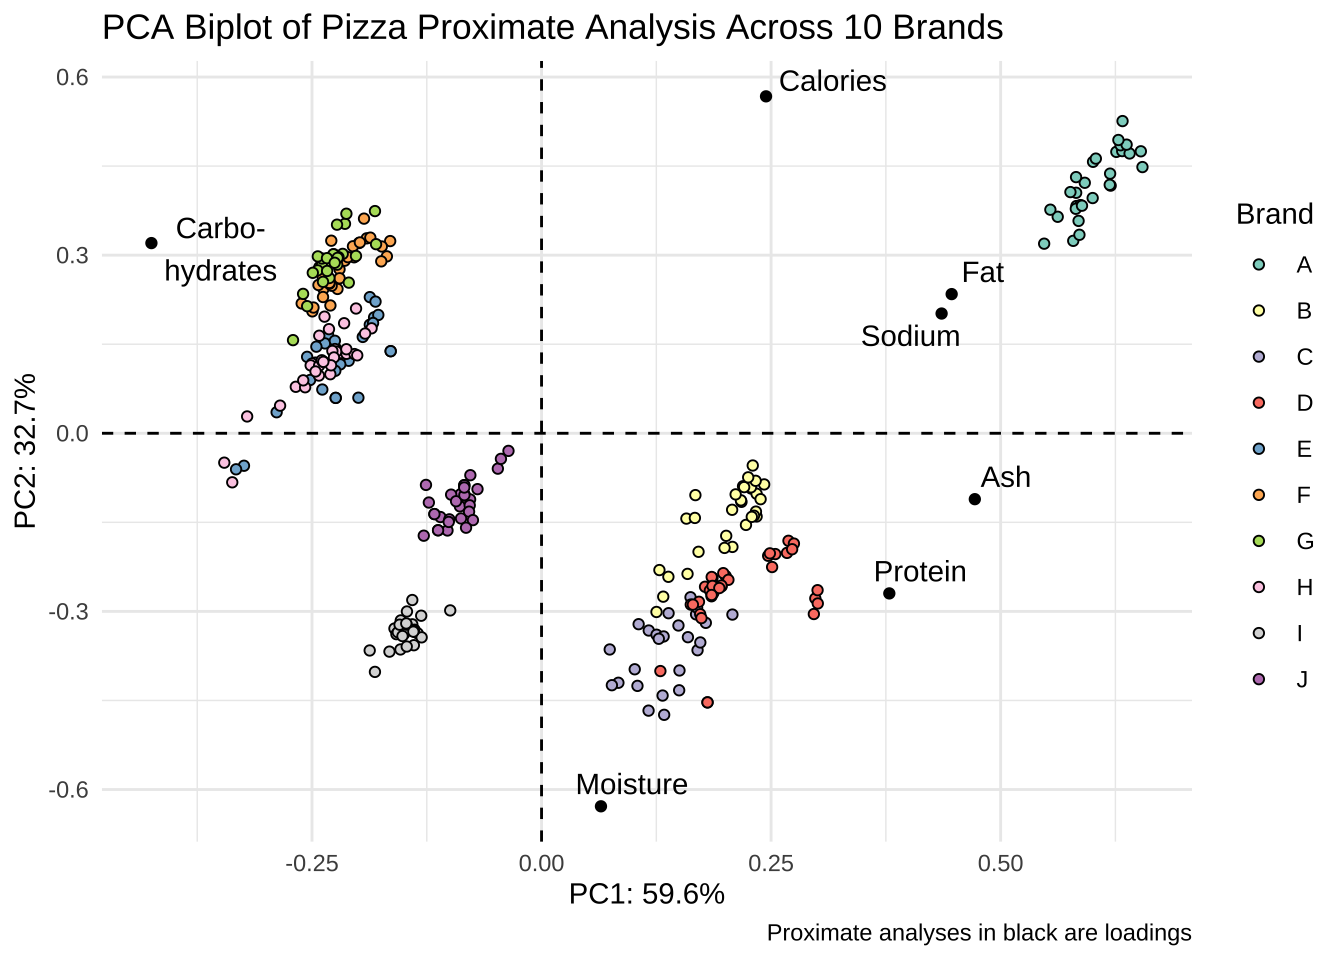 PCA Biplot of Pizza Proximate Analysis Across 10 Brands
0.6
0.3
0.0
-0.3
-0.6
PC2: 32.7%
Calories
Carbo-
hydrates
Fat
Sodium
Ash
Protein
Moisture
-0.25
0.00
0.25
0.50
PC1: 59.6%
Brand
A
B
C
D
E
F
G
H
I
J
Proximate analyses in black are loadings